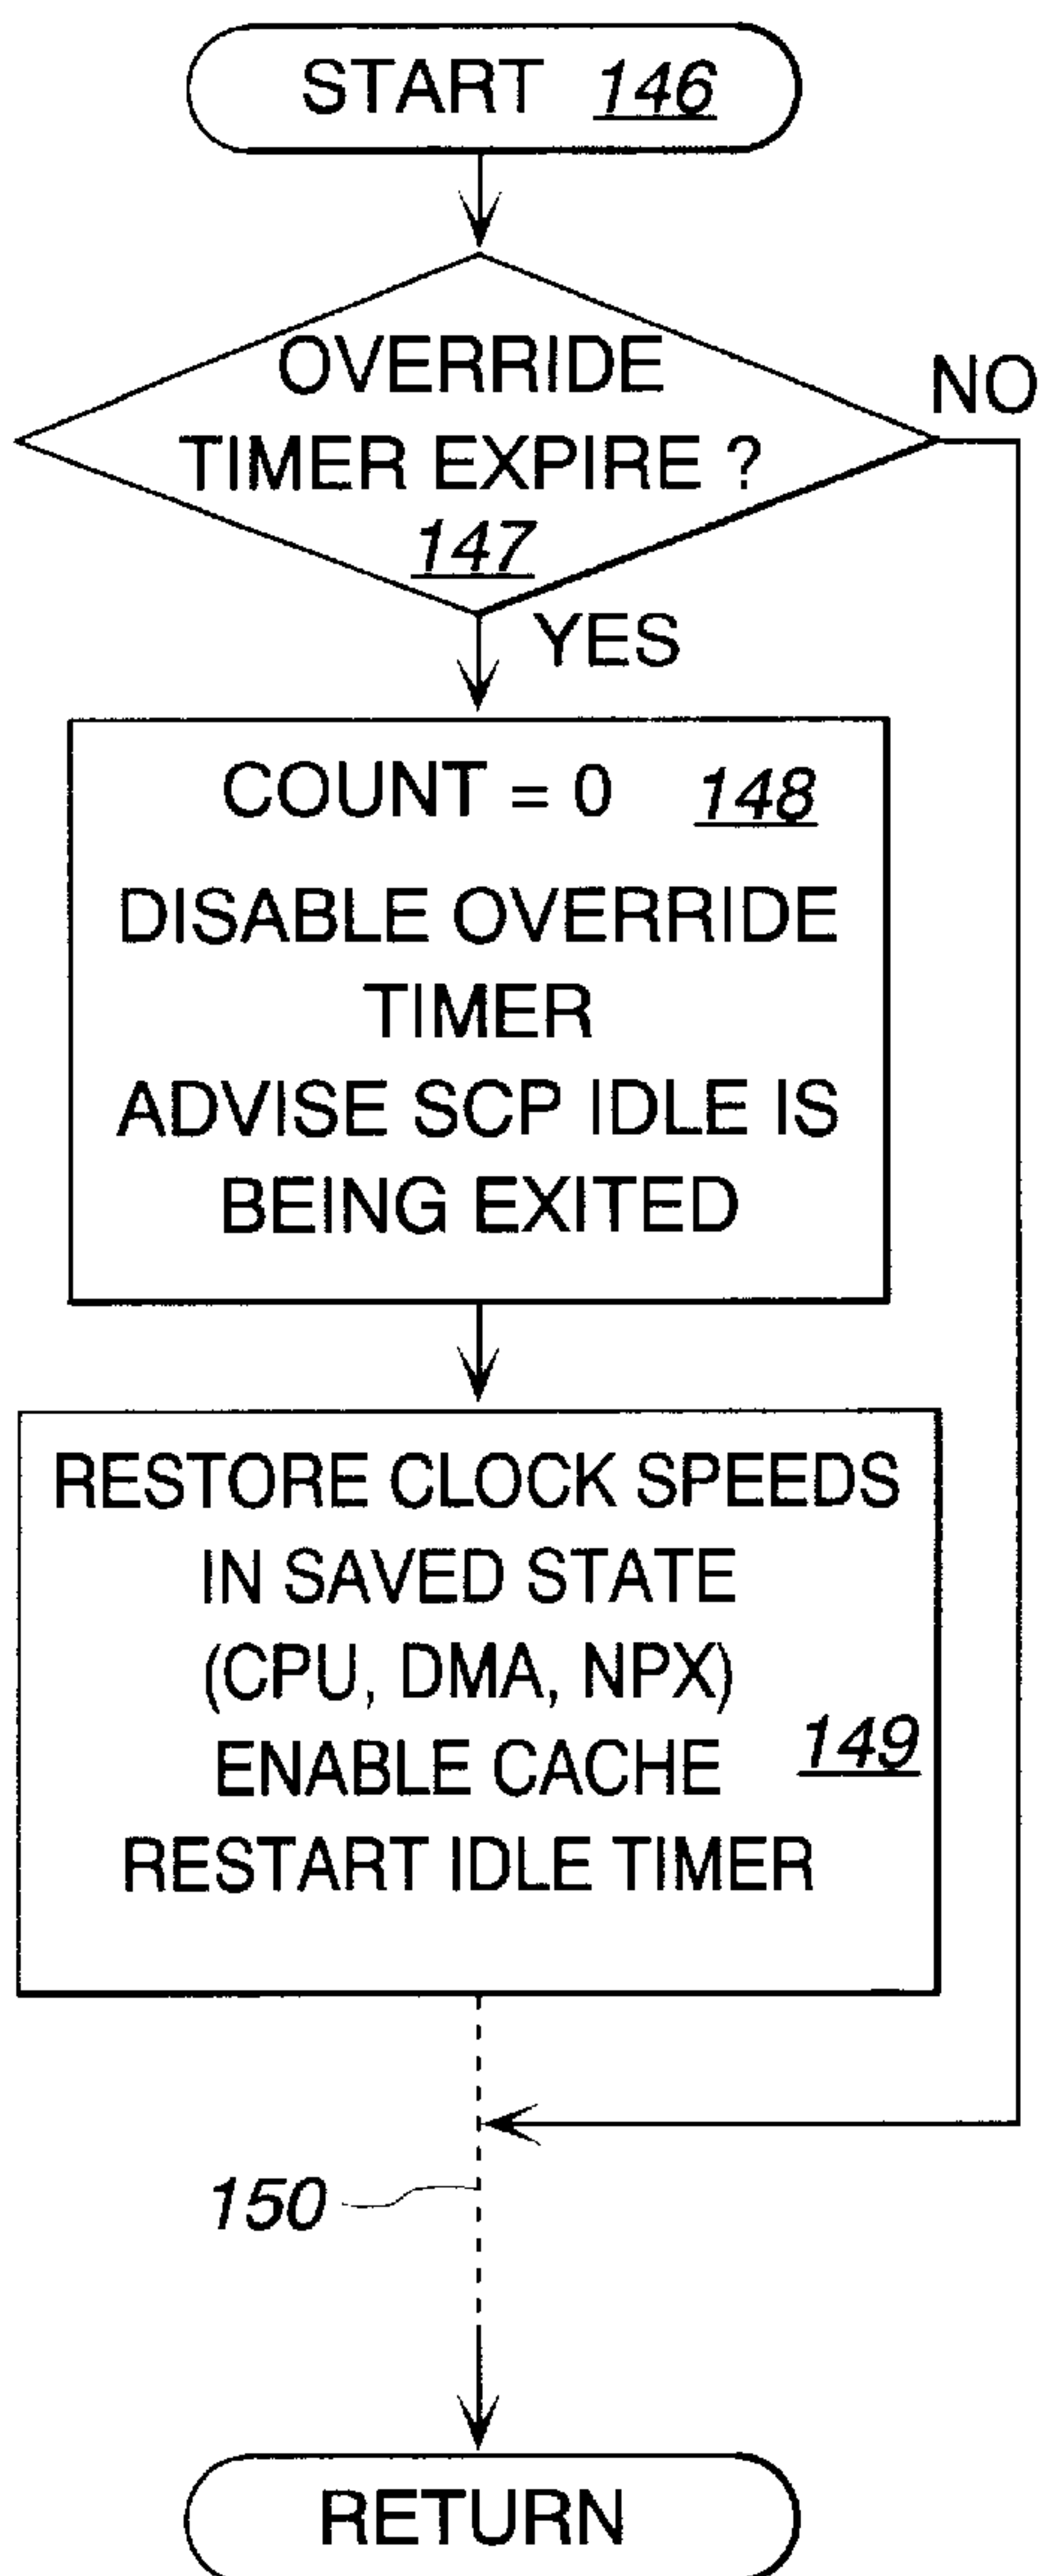 START 146
OVERRIDE
NO
TIMER EXPIRE ?
147
YES
COUNT = 0 148
DISABLE OVERRIDE
TIMER
ADVISE SCP IDLE IS
BEING EXITED
RESTORE CLOCK SPEEDS
IN SAVED STATE
(CPU, DMA, NPX)
149
ENABLE CACHE
RESTART IDLE TIMER
150
RETURN